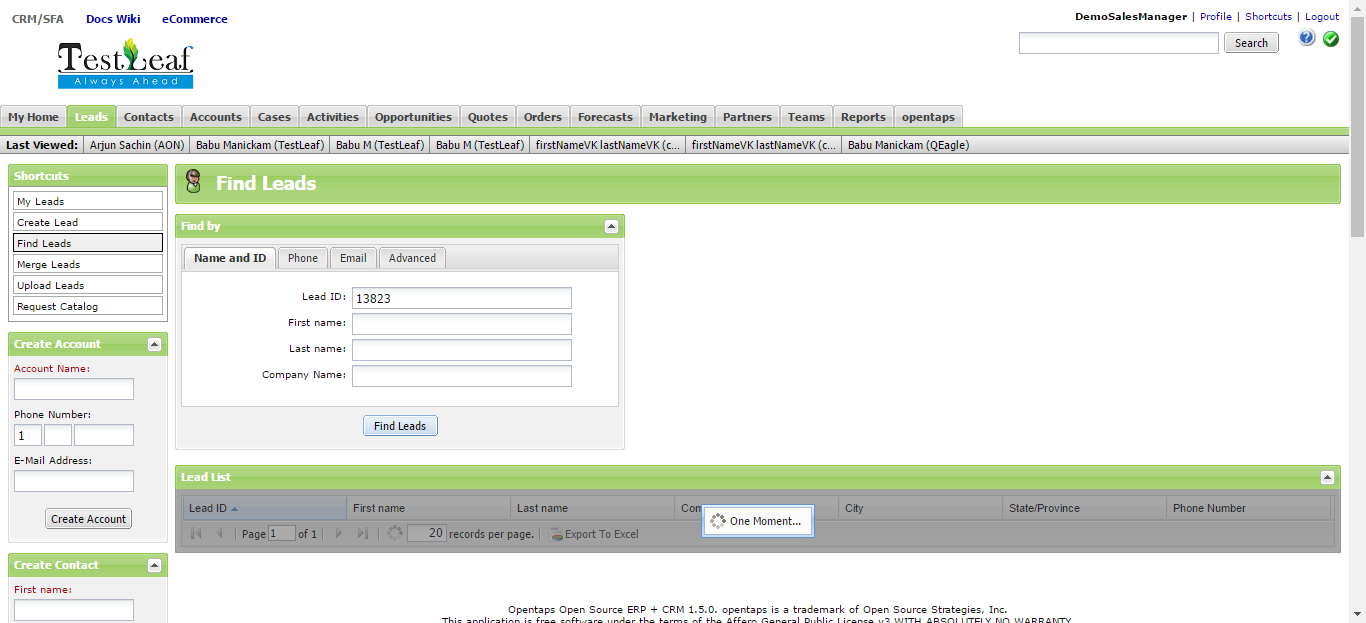 CRM/SFA Docs Wiki eCommerce
DemoSalesManager | Profile | Shortcuts | Logout
TestLeaf
Always Ahead
Search
My Home Leads Contacts Accounts Cases Activities Opportunities Quotes Orders Forecasts Marketing Partners Teams Reports opentaps
Last Viewed: Arjun Sachin (AON) Babu Manickam (TestLeaf) Babu M (TestLeaf) Babu M (TestLeaf) firstNameVK lastNameVK (c... firstNameVK lastNameVK (c... Babu Manickam (QEagle)
Shortcuts
My Leads
Create Lead
Find Leads
Merge Leads
Upload Leads
Request Catalog
Create Account
Account Name:
Phone Number:
1
E-Mail Address:
Create Account
Create Contact
First name:
Find Leads
Find by
Name and ID Phone Email Advanced
Lead ID: 13823
First name:
Last name:
Company Name:
Find Leads
Lead List
Lead ID First name Last name City State/Province Phone Number
One Moment...
Page 1 of 1 20 records per page. Export To Excel
Opentaps Open Source ERP + CRM 1.5.0. opentaps is a trademark of Open Source Strategies, Inc.
This application is free software under the terms of the Affero General Public License v3 WITH ABSOLUTELY NO WARRANTY